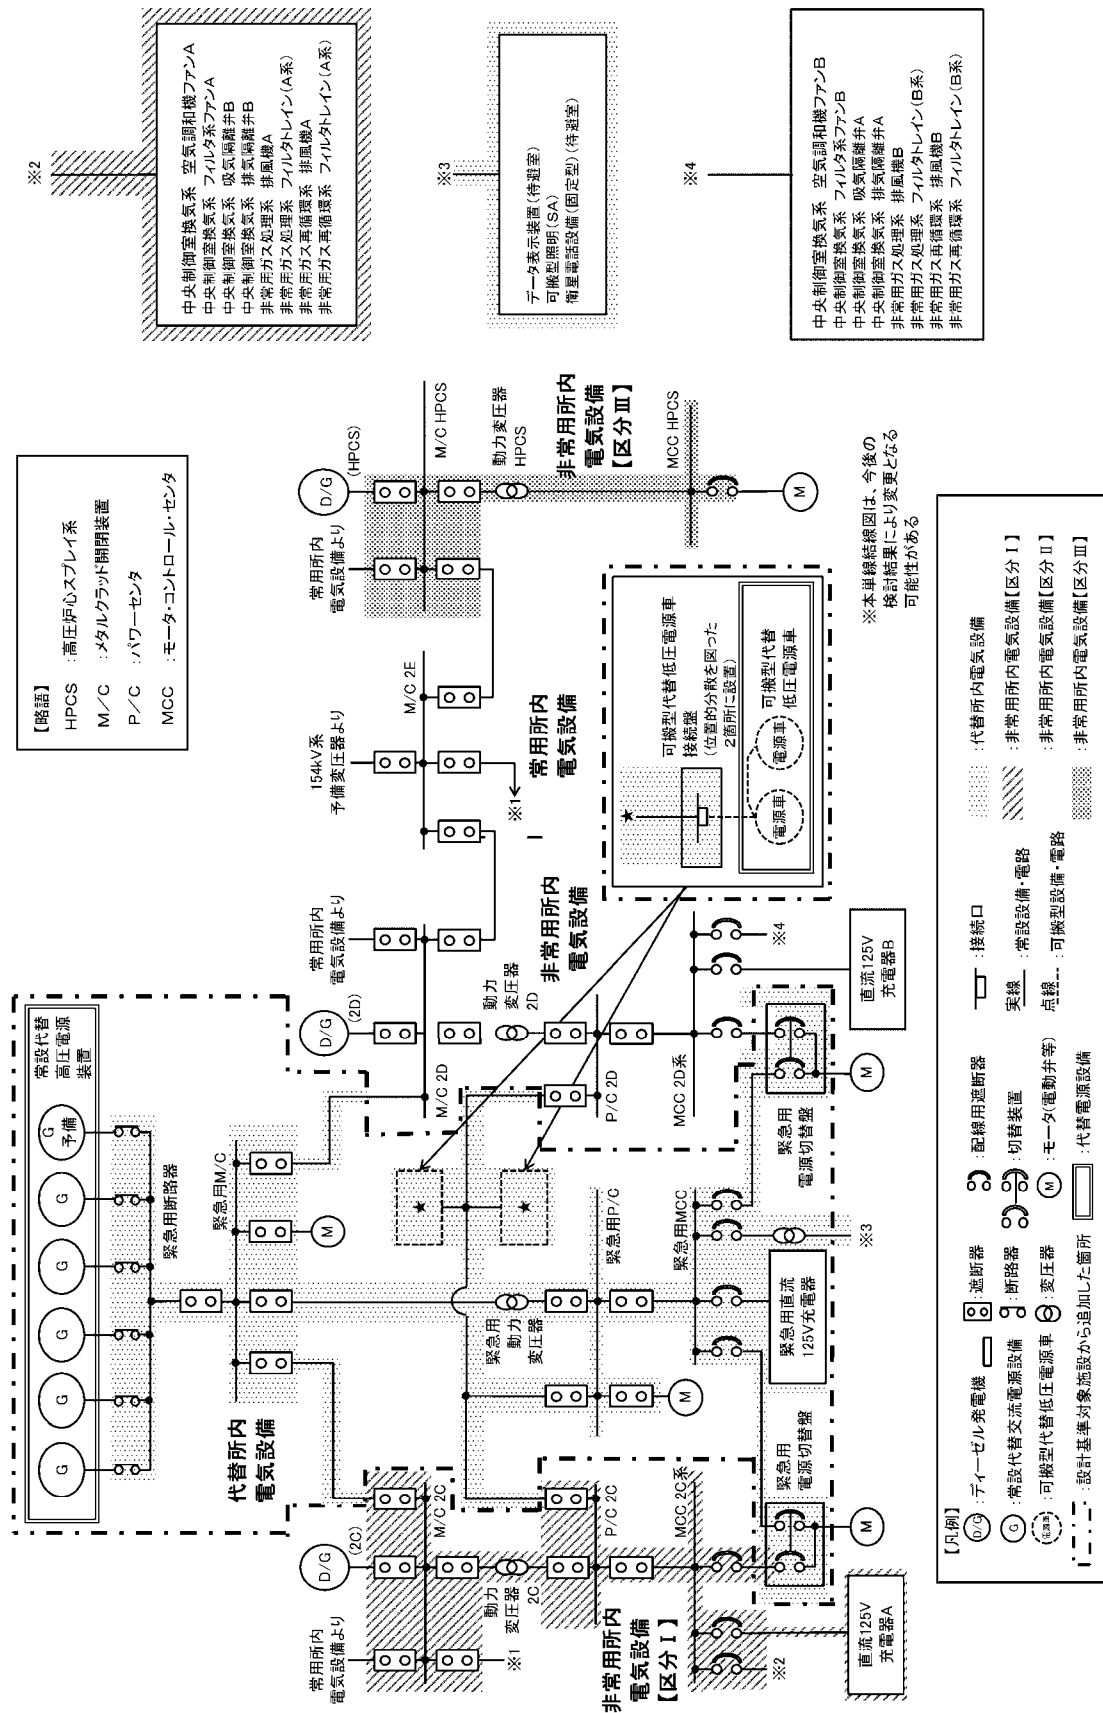 【略語】
HPCS :高圧炉心スプレイ系
M/C :メタルクラッド開閉装置
P/C :パワーセンタ
MCC :モータ・コントロール・センタ
※2
中央制御室換気系 空気調和機ファンA
中央制御室換気系 フィルタ系ファンA
中央制御室換気系 吸気隔離弁B
中央制御室換気系 排気隔離弁B
非常用ガス処理系 排風機A
非常用ガス処理系 フィルタトレイン(A系)
非常用ガス再循環系 排風機A
非常用ガス再循環系 フィルタトレイン(A系)
※3
データ表示装置(待避室)
可搬型照明(SA)
衛星電話設備(固定型)(待避室)
※4
中央制御室換気系 空気調和機ファンB
中央制御室換気系 フィルタ系ファンB
中央制御室換気系 吸気隔離弁A
中央制御室換気系 排気隔離弁A
非常用ガス処理系 排風機B
非常用ガス処理系 フィルタトレイン(B系)
非常用ガス再循環系 排風機B
非常用ガス再循環系 フィルタトレイン(B系)
常設代替
高圧電源
装置
G
G
G
G
G
G
予備
緊急用断路器
緊急用M/C
M
代替所内
電気設備
緊急用
動力
変圧器
緊急用P/C
M
緊急用MCC
緊急用直流
125V充電器
※3
★
★
常用所内
電気設備より
D/G
(2C)
M/C 2C
※1
動力
変圧器
2C
P/C 2C
MCC 2C系
非常用所内
電気設備
【区分Ⅰ】
※2
直流125V
充電器A
緊急用
電源切替盤
M
D/G
(2D)
常用所内
電気設備より
M/C 2D
動力
変圧器
2D
P/C 2D
MCC 2D系
非常用所内
電気設備
※4
直流125V
充電器B
緊急用
電源切替盤
M
154kV系
予備変圧器より
M/C 2E
※1
常用所内
電気設備
常用所内
電気設備より
D/G
(HPCS)
M/C HPCS
動力変圧器
HPCS
非常用所内
電気設備
【区分Ⅲ】
MCC HPCS
M
可搬型代替低圧電源車
接続盤
(位置的分散を図った
2箇所に設置)
★
可搬型代替
低圧電源車
電源車
電源車
※本単線結線図は、今後の
検討結果により変更となる
可能性がある
【凡例】
D/G :ディーゼル発電機
G :常設代替交流電源設備
電源車 :可搬型代替低圧電源車
:設計基準対象施設から追加した箇所
:遮断器
:断路器
:変圧器
:配線用遮断器
:切替装置
M :モータ(電動弁等)
:代替電源設備
:接続口
実線 :常設設備・電路
点線 :可搬型設備・電路
:代替所内電気設備
:非常用所内電気設備【区分Ⅰ】
:非常用所内電気設備【区分Ⅱ】
:非常用所内電気設備【区分Ⅲ】